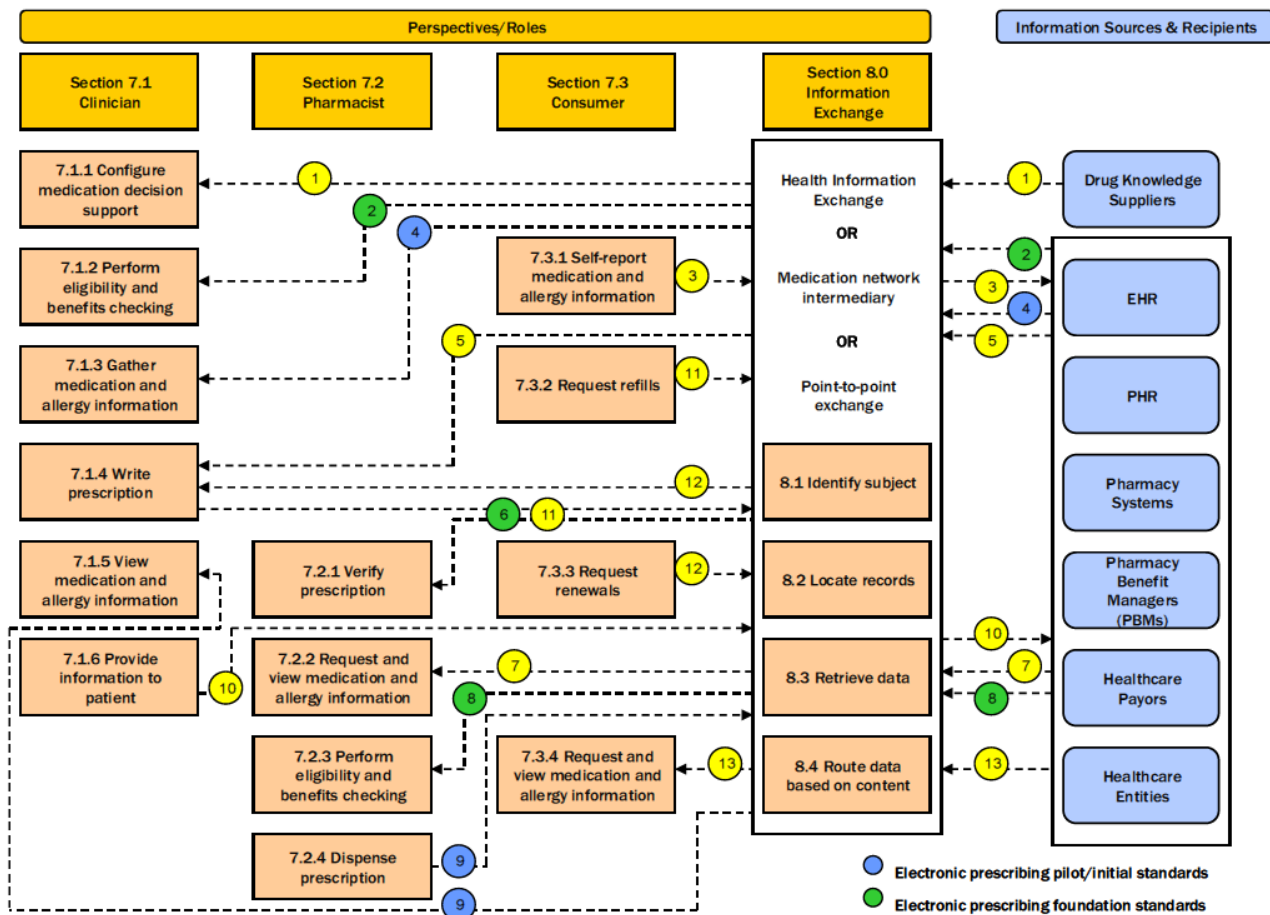 Perspectives/Roles
Information Sources & Recipients
Section 7.1
Clinician
Section 7.2
Pharmacist
Section 7.3
Consumer
Section 8.0
Information
Exchange
7.1.1 Configure
medication decision
support
1
Health Information
Exchange
1
Drug Knowledge
Suppliers
2
4
OR
2
7.1.2 Perform
eligibility and
benefits checking
7.3.1 Self-report
medication and
allergy information
3
Medication network
intermediary
3
4
EHR
5
OR
5
7.1.3 Gather
medication and
allergy information
7.3.2 Request refills
11
Point-to-point
exchange
PHR
7.1.4 Write
prescription
12
8.1 Identify subject
Pharmacy
Systems
6
11
7.1.5 View
medication and
allergy information
7.2.1 Verify
prescription
7.3.3 Request
renewals
12
8.2 Locate records
Pharmacy
Benefit
Managers
(PBMs)
7.1.6 Provide
information to
patient
10
7.2.2 Request and
view medication and
allergy information
7
8
8.3 Retrieve data
10
7
8
Healthcare
Payors
7.2.3 Perform
eligibility and
benefits checking
7.3.4 Request and
view medication and
allergy information
13
8.4 Route data
based on content
13
Healthcare
Entities
7.2.4 Dispense
prescription
9
9
Electronic prescribing pilot/initial standards
Electronic prescribing foundation standards